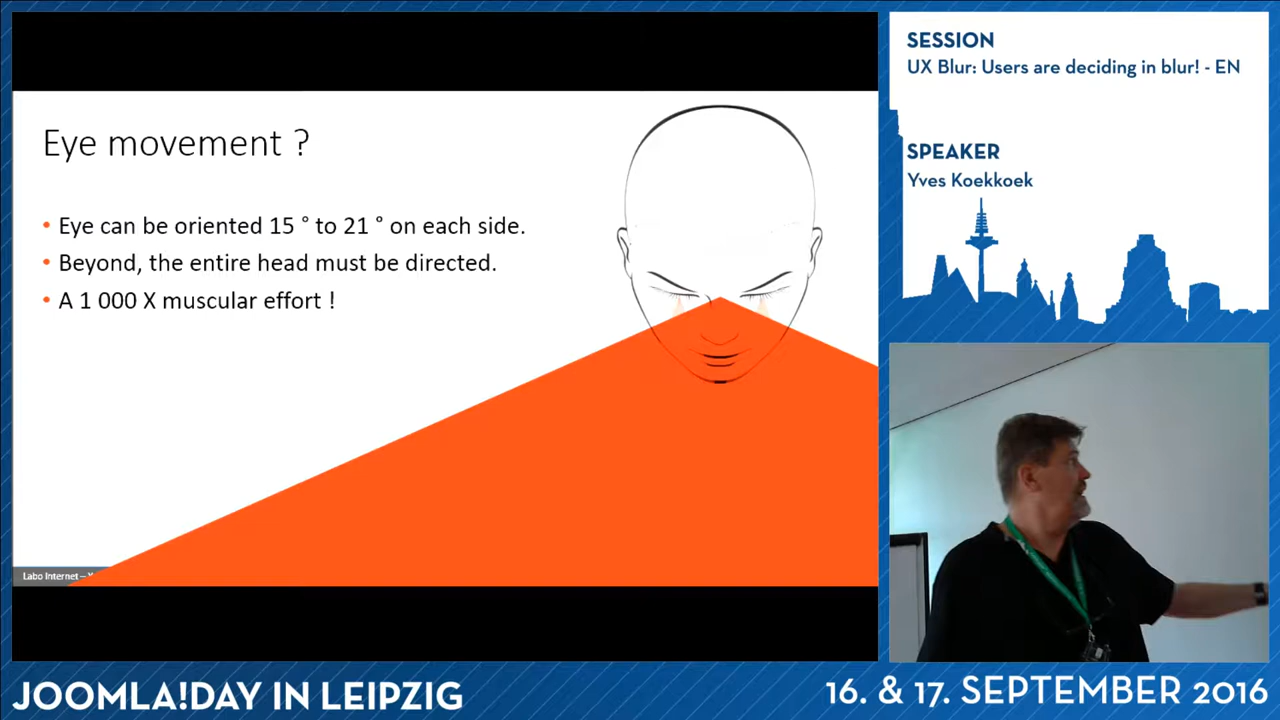 Eye movement ?
• Eye can be oriented 15 ° to 21 ° on each side.
• Beyond, the entire head must be directed.
• A 1 000 X muscular effort !
Labo Internet –
SESSION
UX Blur: Users are deciding in blur! - EN
SPEAKER
Yves Koekkoek
JOOMLA!DAY IN LEIPZIG
16. & 17. SEPTEMBER 2016